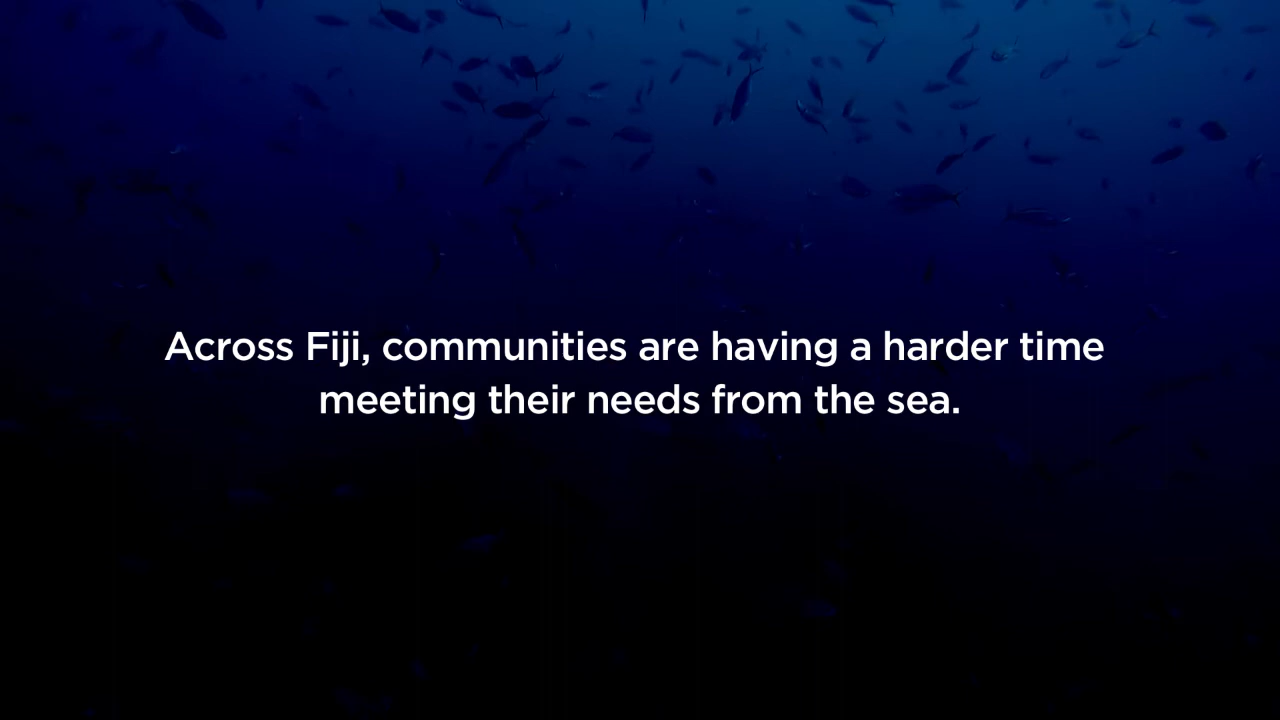 Across Fiji, communities are having a harder time
meeting their needs from the sea.